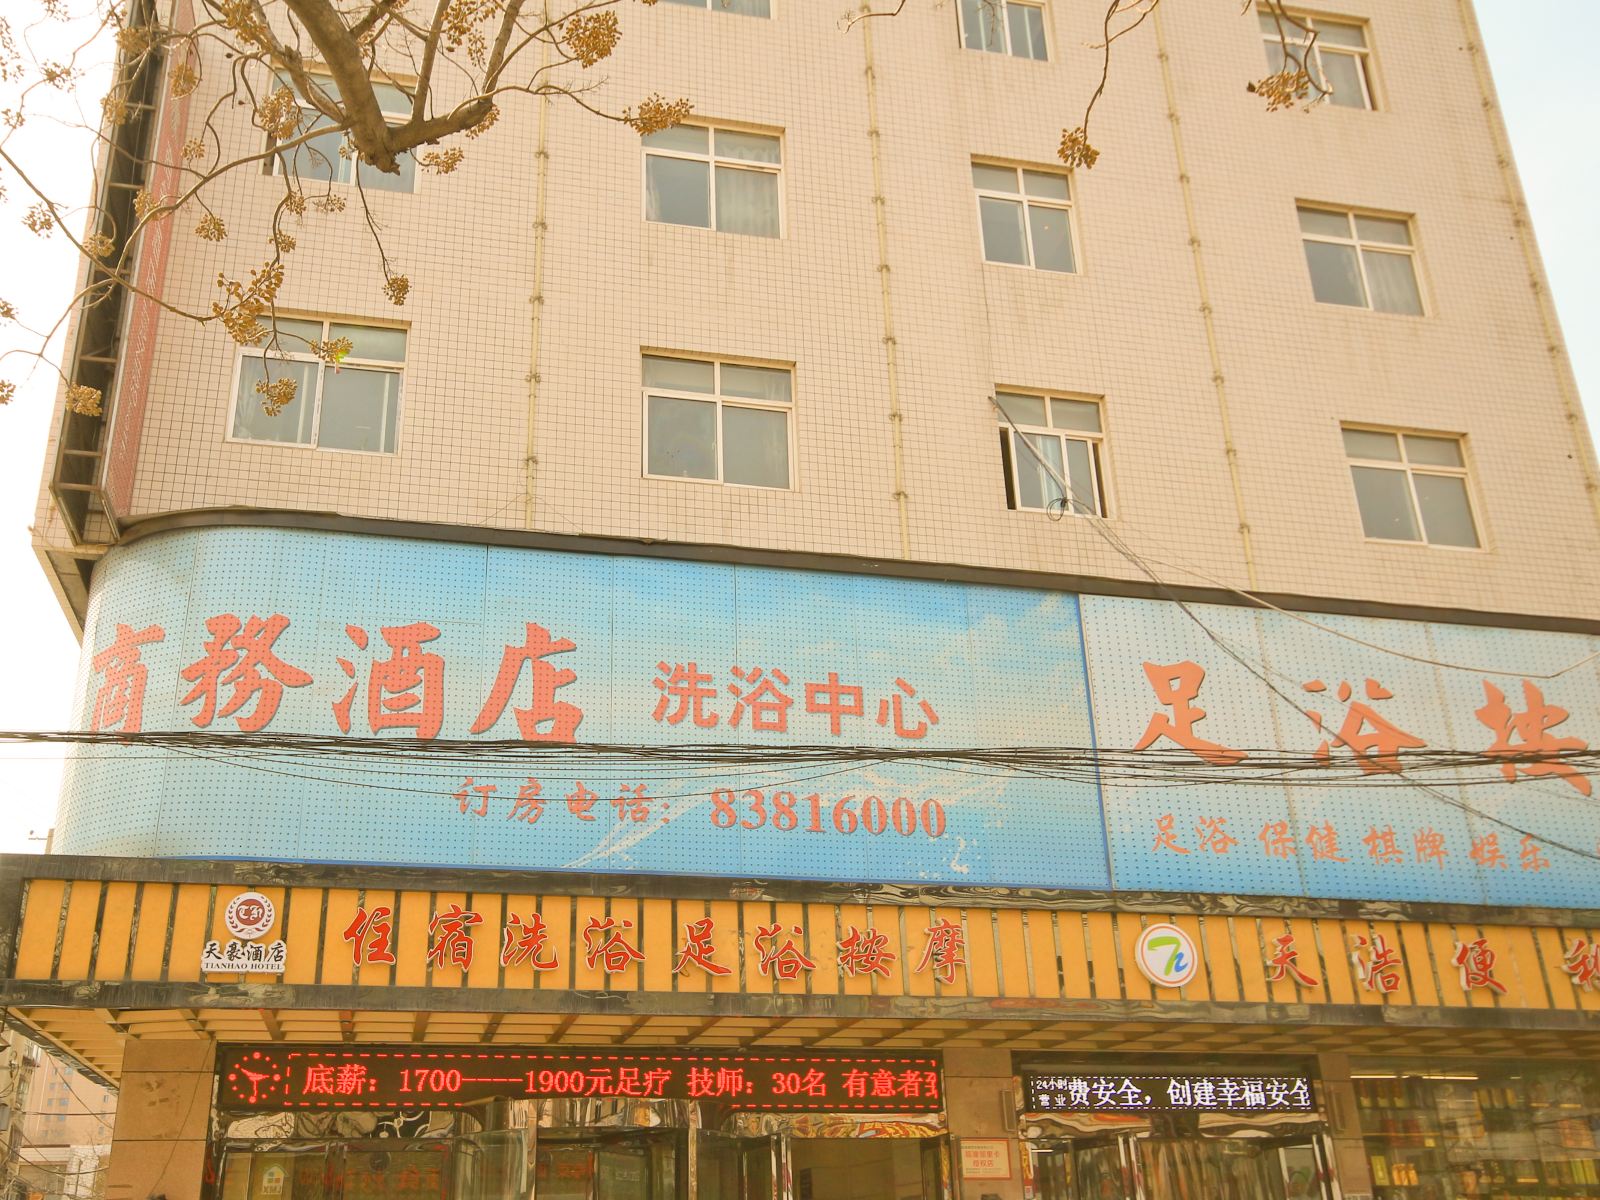 商務酒店 洗浴中心
订房电话：83816000
足浴按
足浴 保健 棋牌 娱乐
天豪酒店
TIANHAO HOTEL
住宿洗浴足浴按摩
天浩便利
底薪：1700----1900元足疗 技师：30名 有意者
24小时
营业
费安全，创建幸福安全